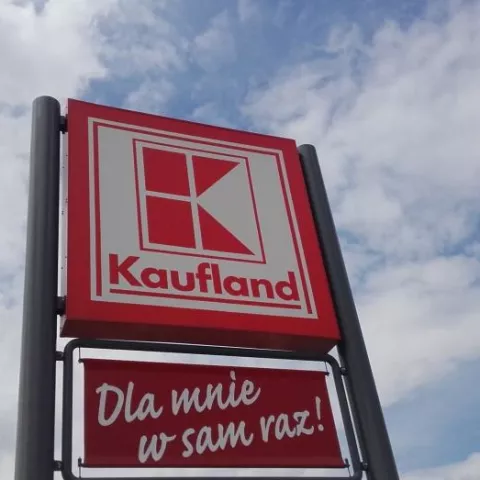 Kaufland
Dla mnie
w sam raz!